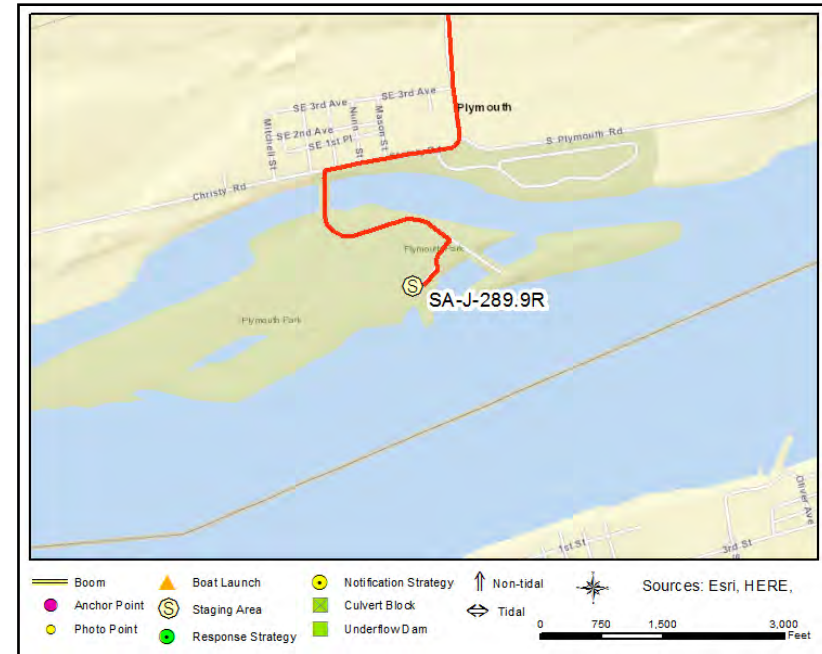 SE 3rd Ave
SE 3rd Ave
Plymouth
Mitchell St
SE 2nd Ave
Nunn St
Mason St
SE 1st Pl
S Plymouth Rd
Christy Rd
Plymouth Park
S
SA-J-289.9R
Plymouth Park
Oliver Ave
1st St
3rd St
Boom
Boat Launch
Notification Strategy
Non-tidal
Sources: Esri, HERE,
Anchor Point
S
Staging Area
Culvert Block
Tidal
Photo Point
Response Strategy
Underflow Dam
0 750 1,500 3,000
Feet